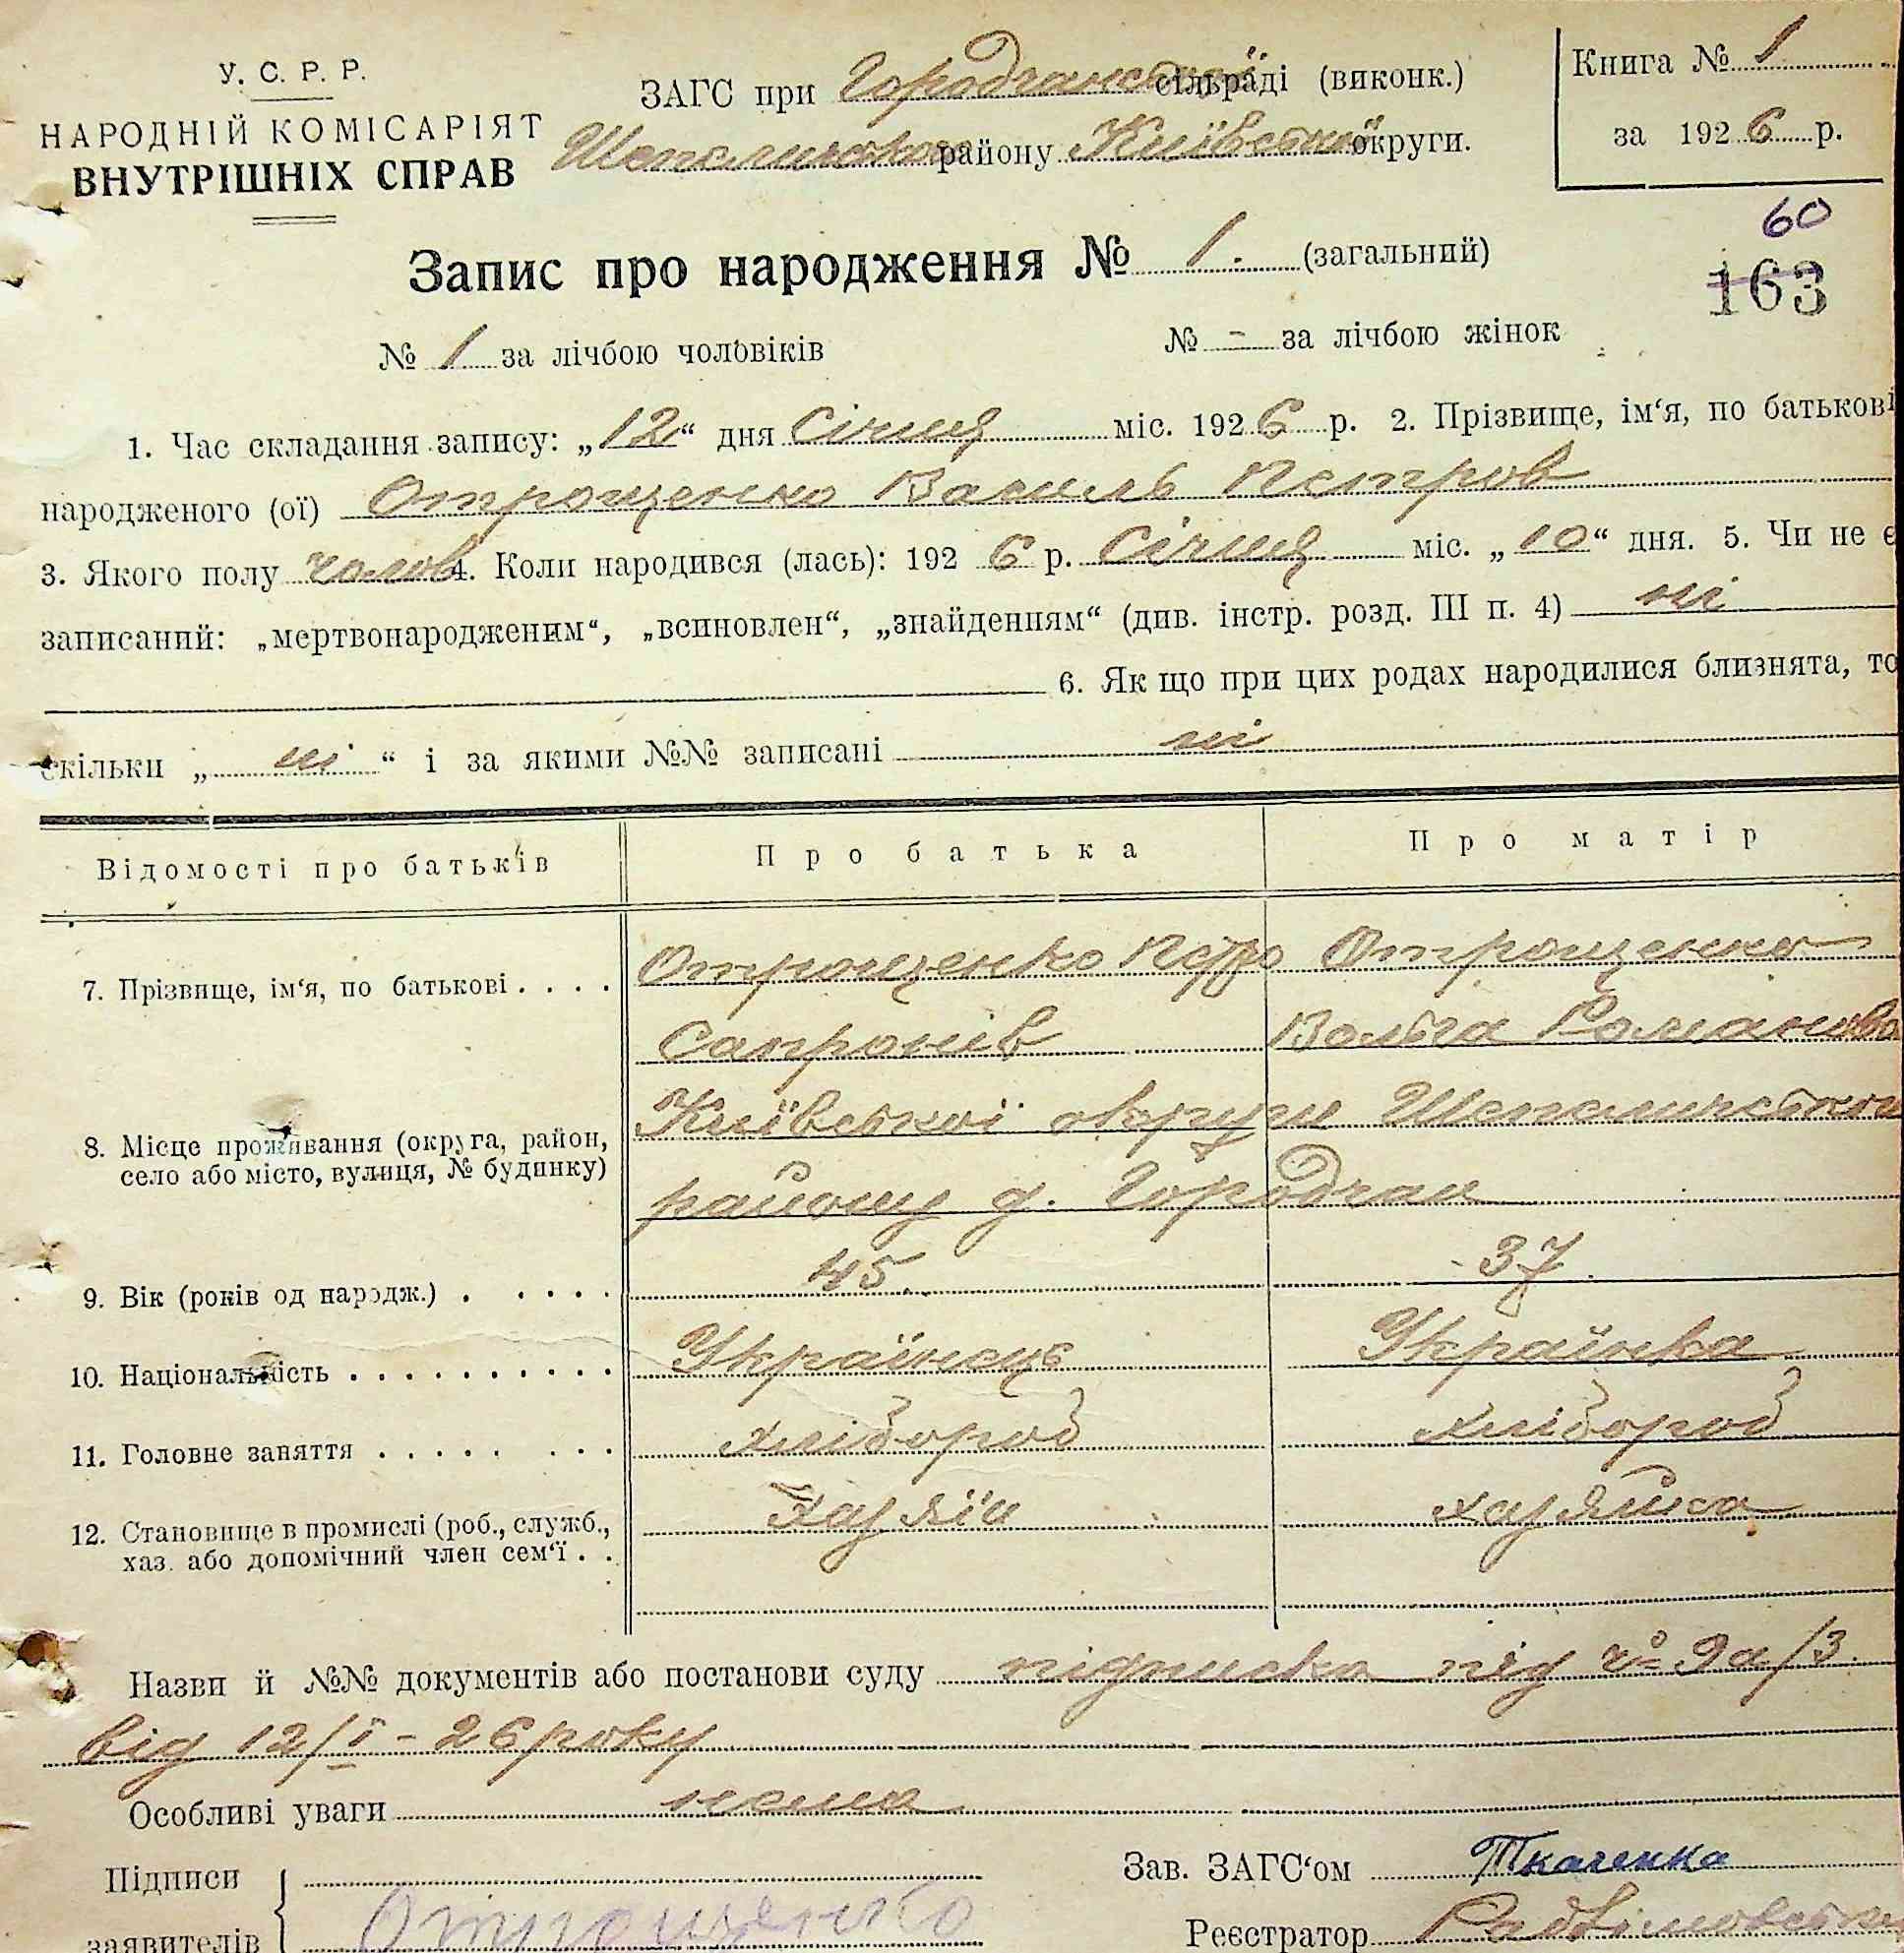 У. С. Р. Р.
НАРОДНІЙ КОМІСАРІЯТ
ВНУТРІШНІХ СПРАВ
ЗАГС при Городчанській сільраді (виконк.)
Шепелицького району Київської округи.
Книга № 1
за 1926 р.
60
163
Запис про народження № 1. (загальний)
№ 1 за лічбою чоловіків № - за лічбою жінок
1. Час складання запису: „12“ дня Січця міс. 1926 р. 2. Прізвище, ім‘я, по батькові
народженого (ої) Отрощенко Василь Петров
3. Якого полу чолов 4. Коли народився (лась): 1926 р. Січця міс. „10“ дня. 5. Чи не є
записаний: „мертвонародженим“, „всиновлен“, „знайденням“ (див. інстр. розд. III п. 4) ні
6. Як що при цих родах народилися близнята, то
скільки „ ні “ і за якими №№ записані ні
Відомості про батьків Про батька Про матір
7. Прізвище, ім‘я, по батькові . . . . Отрощенко Петро Отрощенко
Сапронів Вольга Романова
8. Місце проживання (округа, район, село або місто, вулиця, № будинку) Київської округи Шепелицького
району д. Городчан
9. Вік (років од народж.) . . . . . 45 37
10. Національність . . . . . . . . . . Українець Українка
11. Головне заняття . . . . . . . . хлібороб хлібороб
12. Становище в промислі (роб., служб., хаз. або допомічний член сем‘ї . . Хазяїн хазяйка
Назви й №№ документів або постанови суду підписка під № 9а/3.
від 12/I - 26 року
Особливі уваги нема
Підписи
заявителів Отрощенко
Зав. ЗАГС‘ом Ткаченко
Реєстратор